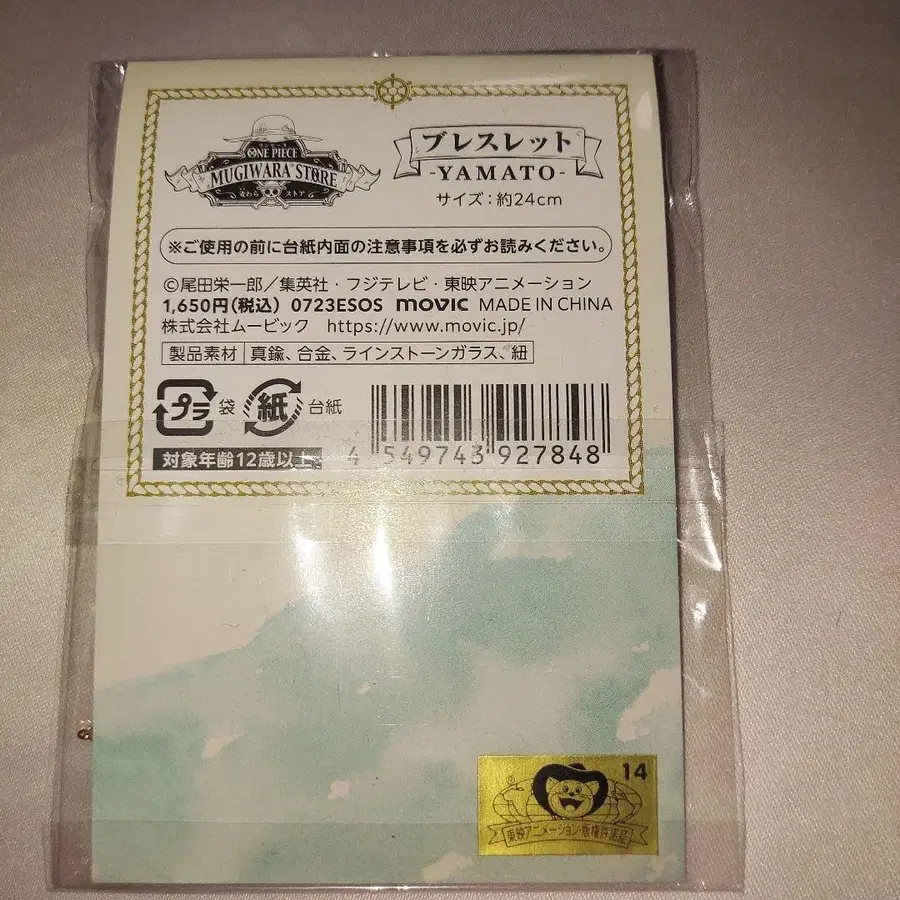 ワンピース
ONE PIECE
MUGIWARA STORE
麦わらストア
ブレスレット
-YAMATO-
サイズ:約24cm
※ご使用の前に台紙内面の注意事項を必ずお読みください。
©尾田栄一郎/集英社・フジテレビ・東映アニメーション
1,650円(税込) 0723ESOS movic MADE IN CHINA
株式会社ムービック https://www.movic.jp/
製品素材 真鍮、合金、ラインストーンガラス、紐
プラ 袋 紙 台紙
対象年齢12歳以上
4 549743 927848
14
東映アニメーション・版権許諾証